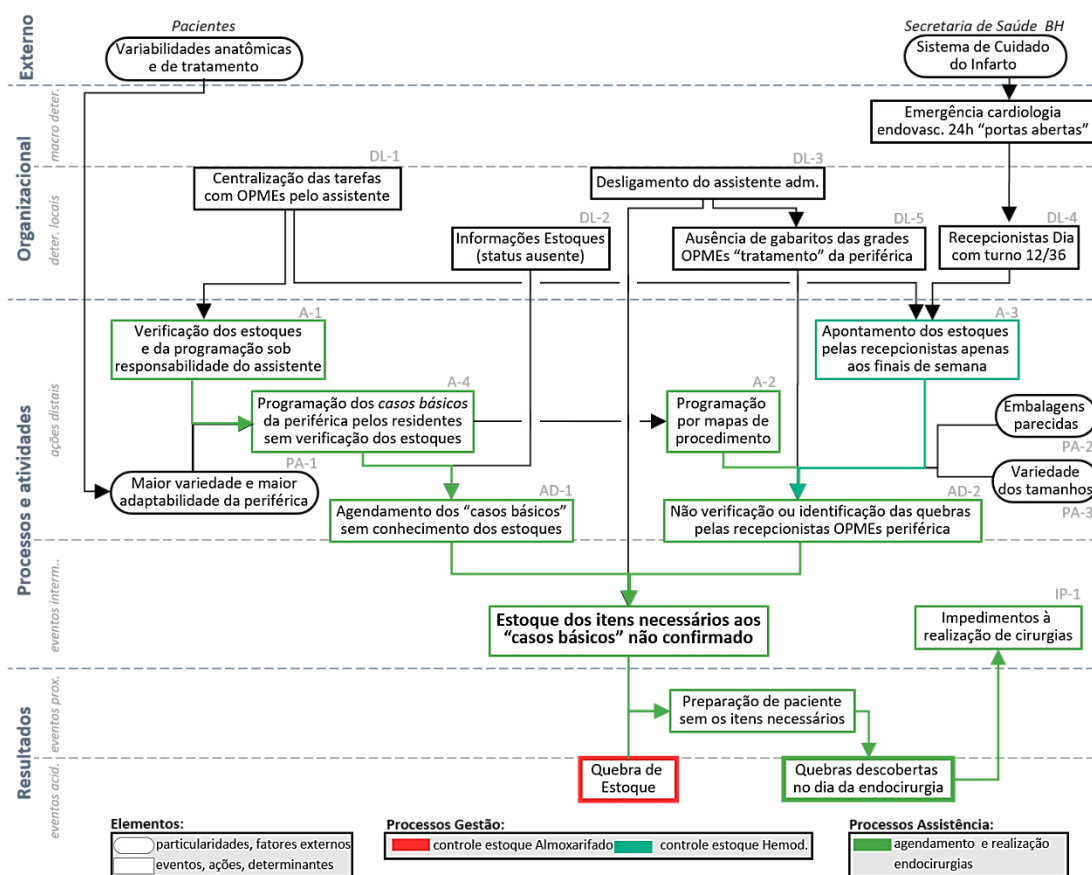 Pacientes
Secretaria de Saúde BH
Externo
Variabilidades anatômicas
e de tratamento
Sistema de Cuidado
do Infarto
Organizacional
macro deter.
Emergência cardiologia
endovasc. 24h “portas abertas”
deter. locais
DL-1
Centralização das tarefas
com OPMEs pelo assistente
DL-3
Desligamento do assistente adm.
DL-2
Informações Estoques
(status ausente)
DL-5
Ausência de gabaritos das grades
OPMEs “tratamento” da periférica
DL-4
Recepcionistas Dia
com turno 12/36
Processos e atividades
ações distais
A-1
Verificação dos estoques
e da programação sob
responsabilidade do assistente
A-3
Apontamento dos estoques
pelas recepcionistas apenas
aos finais de semana
A-4
Programação dos casos básicos
da periférica pelos residentes
sem verificação dos estoques
A-2
Programação
por mapas de
procedimento
Embalagens
parecidas
PA-2
PA-1
Maior variedade e maior
adaptabilidade da periférica
Variedade
dos tamanhos
PA-3
AD-1
Agendamento dos “casos básicos”
sem conhecimento dos estoques
AD-2
Não verificação ou identificação das quebras
pelas recepcionistas OPMEs periférica
eventos interm..
Estoque dos itens necessários aos
“casos básicos” não confirmado
IP-1
Impedimentos à
realização de cirurgias
Resultados
eventos prox.
Preparação de paciente
sem os itens necessários
eventos acid.
Quebra de
Estoque
Quebras descobertas
no dia da endocirurgia
Elementos:
particularidades, fatores externos
eventos, ações, determinantes
Processos Gestão:
controle estoque Almoxarifado
controle estoque Hemod.
Processos Assistência:
agendamento e realização
endocirurgias